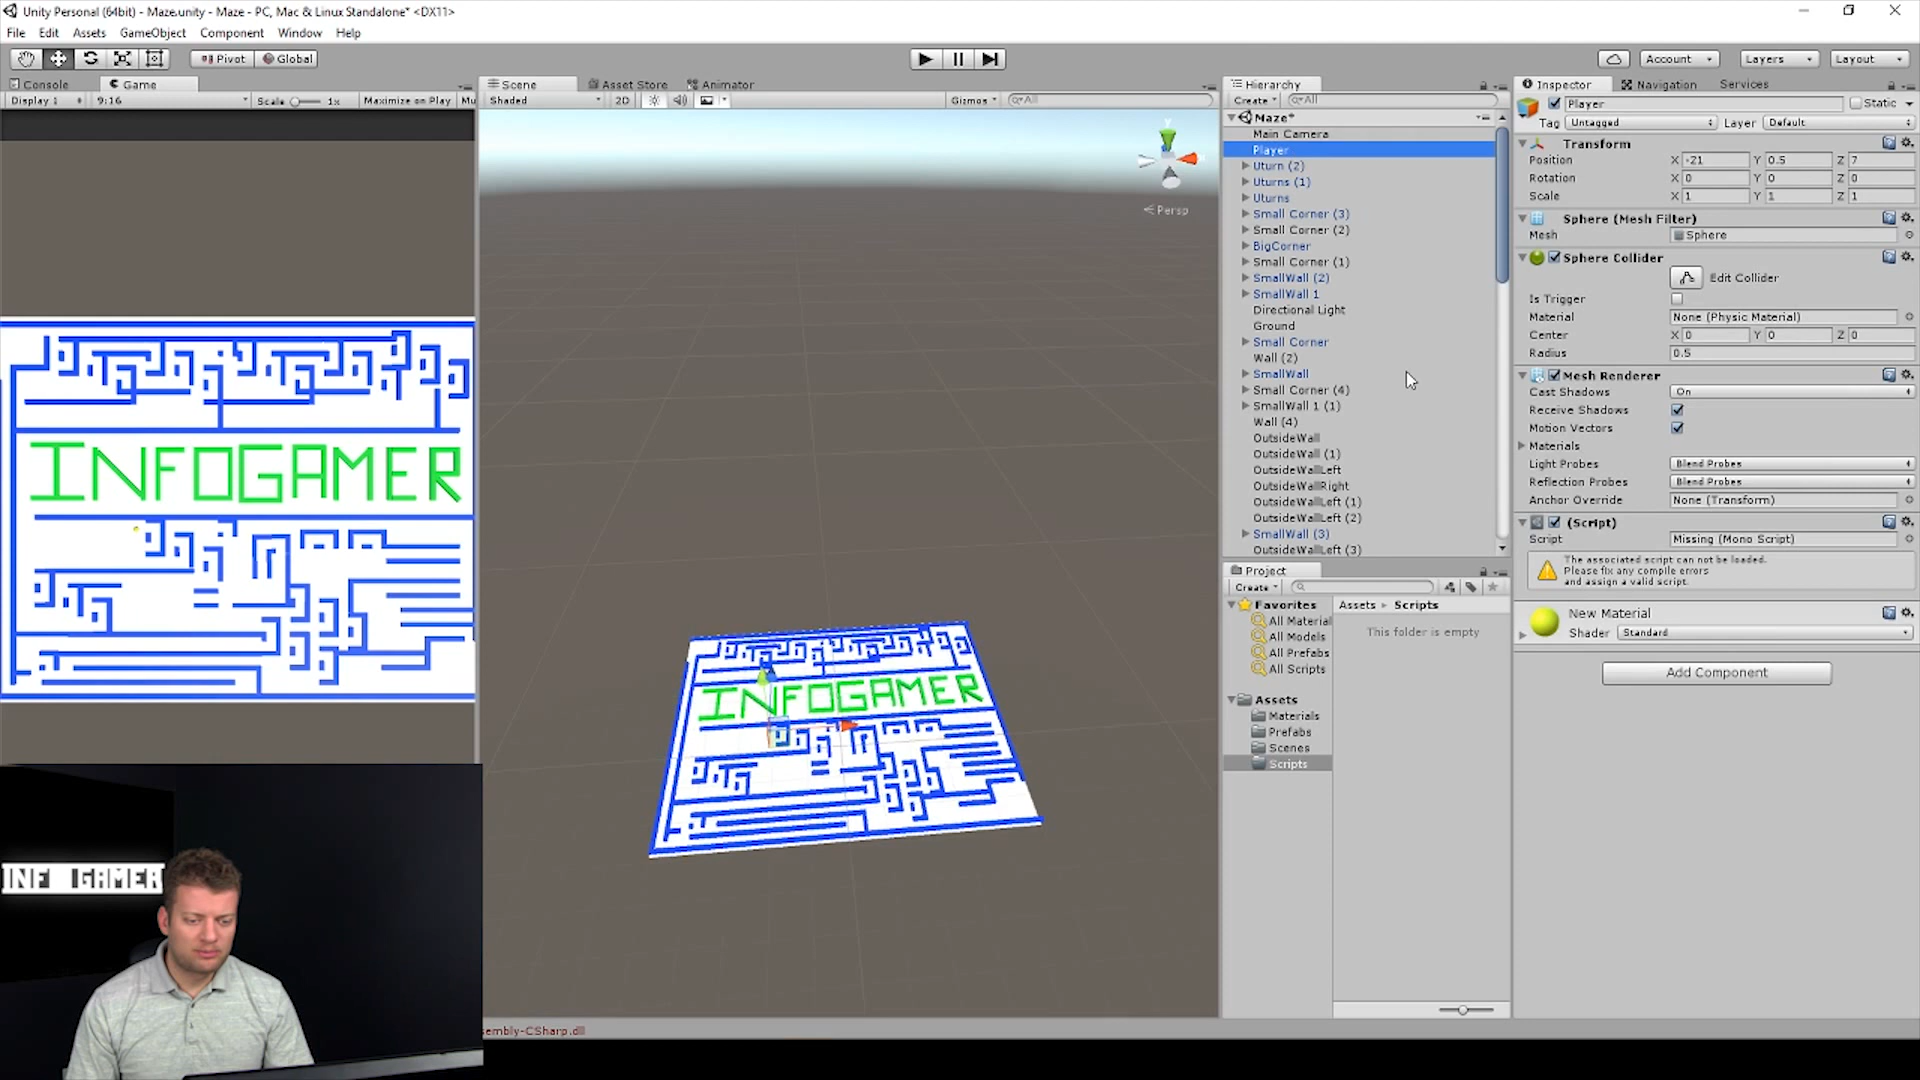 Unity Personal (64bit) - Maze.unity - Maze - PC, Mac & Linux Standalone* <DX11>
File Edit Assets GameObject Component Window Help
Pivot Global Account Layers Layout
Console Game
Display 1 9:16 Scale 1x Maximize on Play Mu
INFOGAMER
INF GAMER
Scene Asset Store Animator
Shaded 2D Gizmos All
Y
Persp
INFOGAMER
sembly-CSharp.dll
Hierarchy
Create All
Maze*
Main Camera
Player
Uturn (2)
Uturns (1)
Uturns
Small Corner (3)
Small Corner (2)
BigCorner
Small Corner (1)
SmallWall (2)
SmallWall 1
Directional Light
Ground
Small Corner
Wall (2)
SmallWall
Small Corner (4)
SmallWall 1 (1)
Wall (4)
OutsideWall
OutsideWall (1)
OutsideWallLeft
OutsideWallRight
OutsideWallLeft (1)
OutsideWallLeft (2)
SmallWall (3)
OutsideWallLeft (3)
Project
Create
Favorites
All Material
All Models
All Prefabs
All Scripts
Assets
Materials
Prefabs
Scenes
Scripts
Assets Scripts
This folder is empty
Inspector Navigation Services
Player Static
Tag Untagged Layer Default
Transform
Position X -21 Y 0.5 Z 7
Rotation X 0 Y 0 Z 0
Scale X 1 Y 1 Z 1
Sphere (Mesh Filter)
Mesh Sphere
Sphere Collider
Edit Collider
Is Trigger
Material None (Physic Material)
Center X 0 Y 0 Z 0
Radius 0.5
Mesh Renderer
Cast Shadows On
Receive Shadows
Motion Vectors
Materials
Light Probes Blend Probes
Reflection Probes Blend Probes
Anchor Override None (Transform)
(Script)
Script Missing (Mono Script)
The associated script can not be loaded.
Please fix any compile errors
and assign a valid script.
New Material
Shader Standard
Add Component